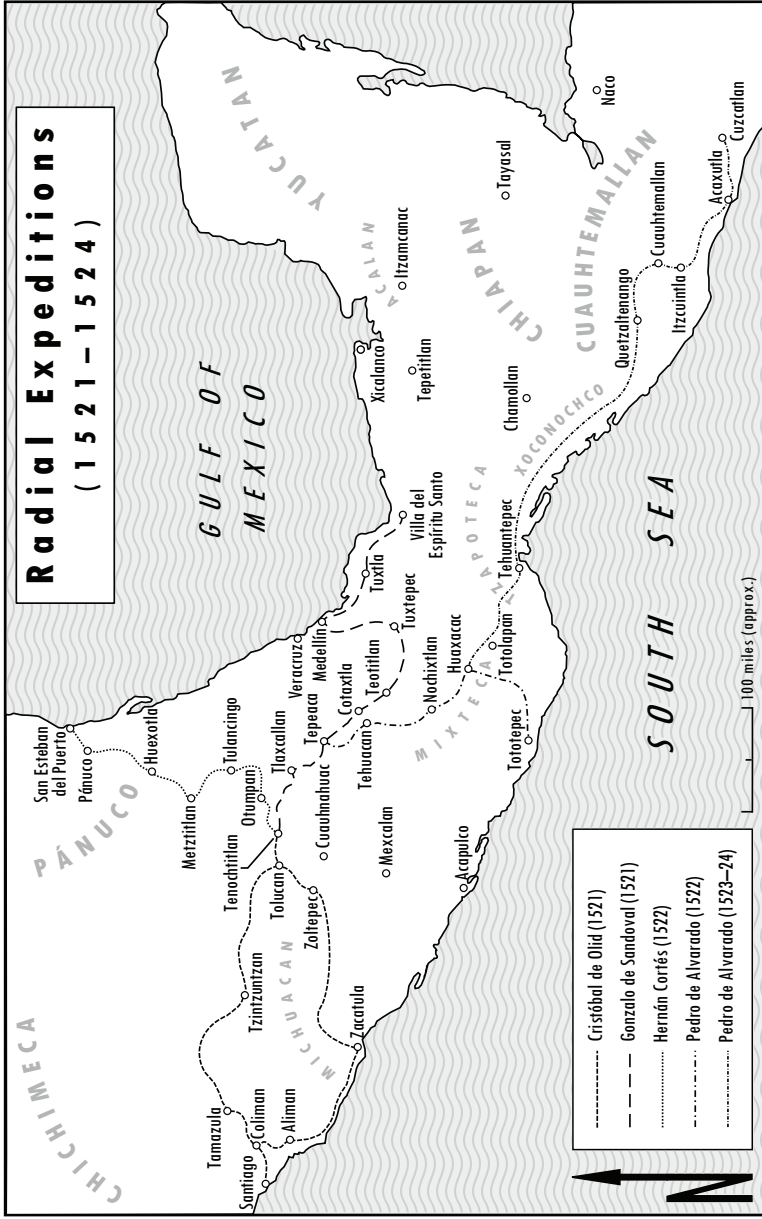 Radial Expeditions
(1521–1524)
CHICHIMECA
PÁNUCO
MICHUACAN
MIXTECA
TZAPOTECA
XOCONOCHCO
CHIAPAN
CUAUHTEMALLAN
ACALAN
YUCATAN
GULF OF
MEXICO
SOUTH SEA
San Esteban
del Puerto
Pánuco
Huexotla
Metztitlan
Tulancingo
Otumpan
Tenochtitlan
Tolucan
Zoltepec
Tzintzuntzan
Tamazula
Coliman
Santiago
Aliman
Zacatula
Cuauhnahuac
Mexcalan
Acapulco
Tlaxcallan
Tepeaca
Cotaxtla
Teotitlan
Tehuacan
Nochixtlan
Huaxacac
Totolapan
Tototepec
Tehuantepec
Veracruz
Medellín
Tuxtla
Tuxtepec
Villa del
Espíritu Santo
Xicalanco
Tepetitlan
Itzamcanac
Chamollan
Tayasal
Naco
Quetzaltenango
Cuauhtemallan
Itzcuintla
Acaxutla
Cuzcatlan
100 miles (approx.)
Cristóbal de Olid (1521)
Gonzalo de Sandoval (1521)
Hernán Cortés (1522)
Pedro de Alvarado (1522)
Pedro de Alvarado (1523–24)
N